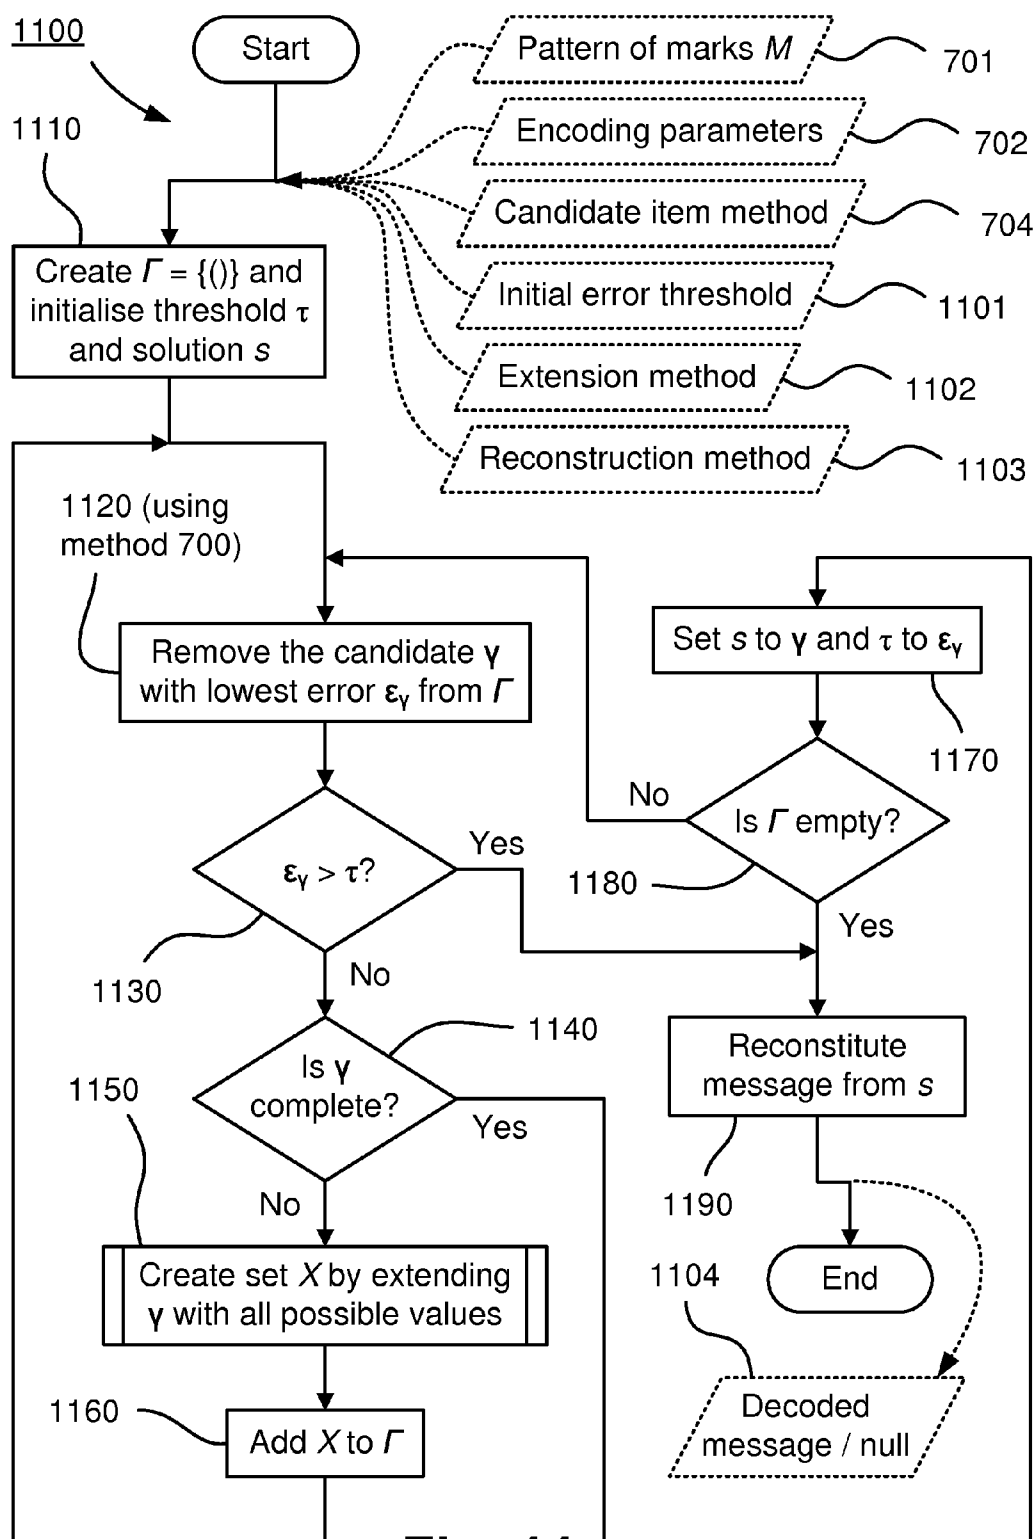 1100
Start
Pattern of marks M
701
Encoding parameters
702
Candidate item method
704
Initial error threshold
1101
Extension method
1102
Reconstruction method
1103
1110
Create Γ = {()} and
initialise threshold τ
and solution s
1120 (using
method 700)
Remove the candidate γ
with lowest error εγ from Γ
Set s to γ and τ to εγ
1170
Is Γ empty?
No
1180
Yes
εγ > τ?
Yes
1130
No
Is γ
complete?
1140
Yes
No
1150
Create set X by extending
γ with all possible values
1160
Add X to Γ
Reconstitute
message from s
1190
End
1104
Decoded
message / null